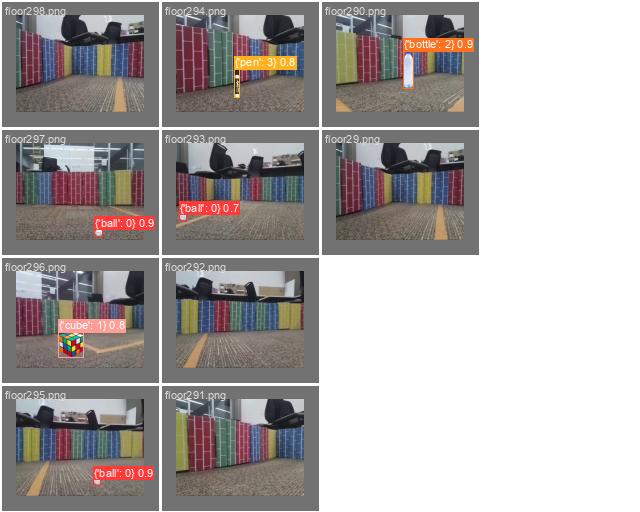 floor298.png
floor294.png
{'pen': 3} 0.8
floor290.png
{'bottle': 2} 0.9
floor297.png
{'ball': 0} 0.9
floor293.png
{'ball': 0} 0.7
floor29.png
floor296.png
{'cube': 1} 0.8
floor292.png
floor295.png
{'ball': 0} 0.9
floor291.png